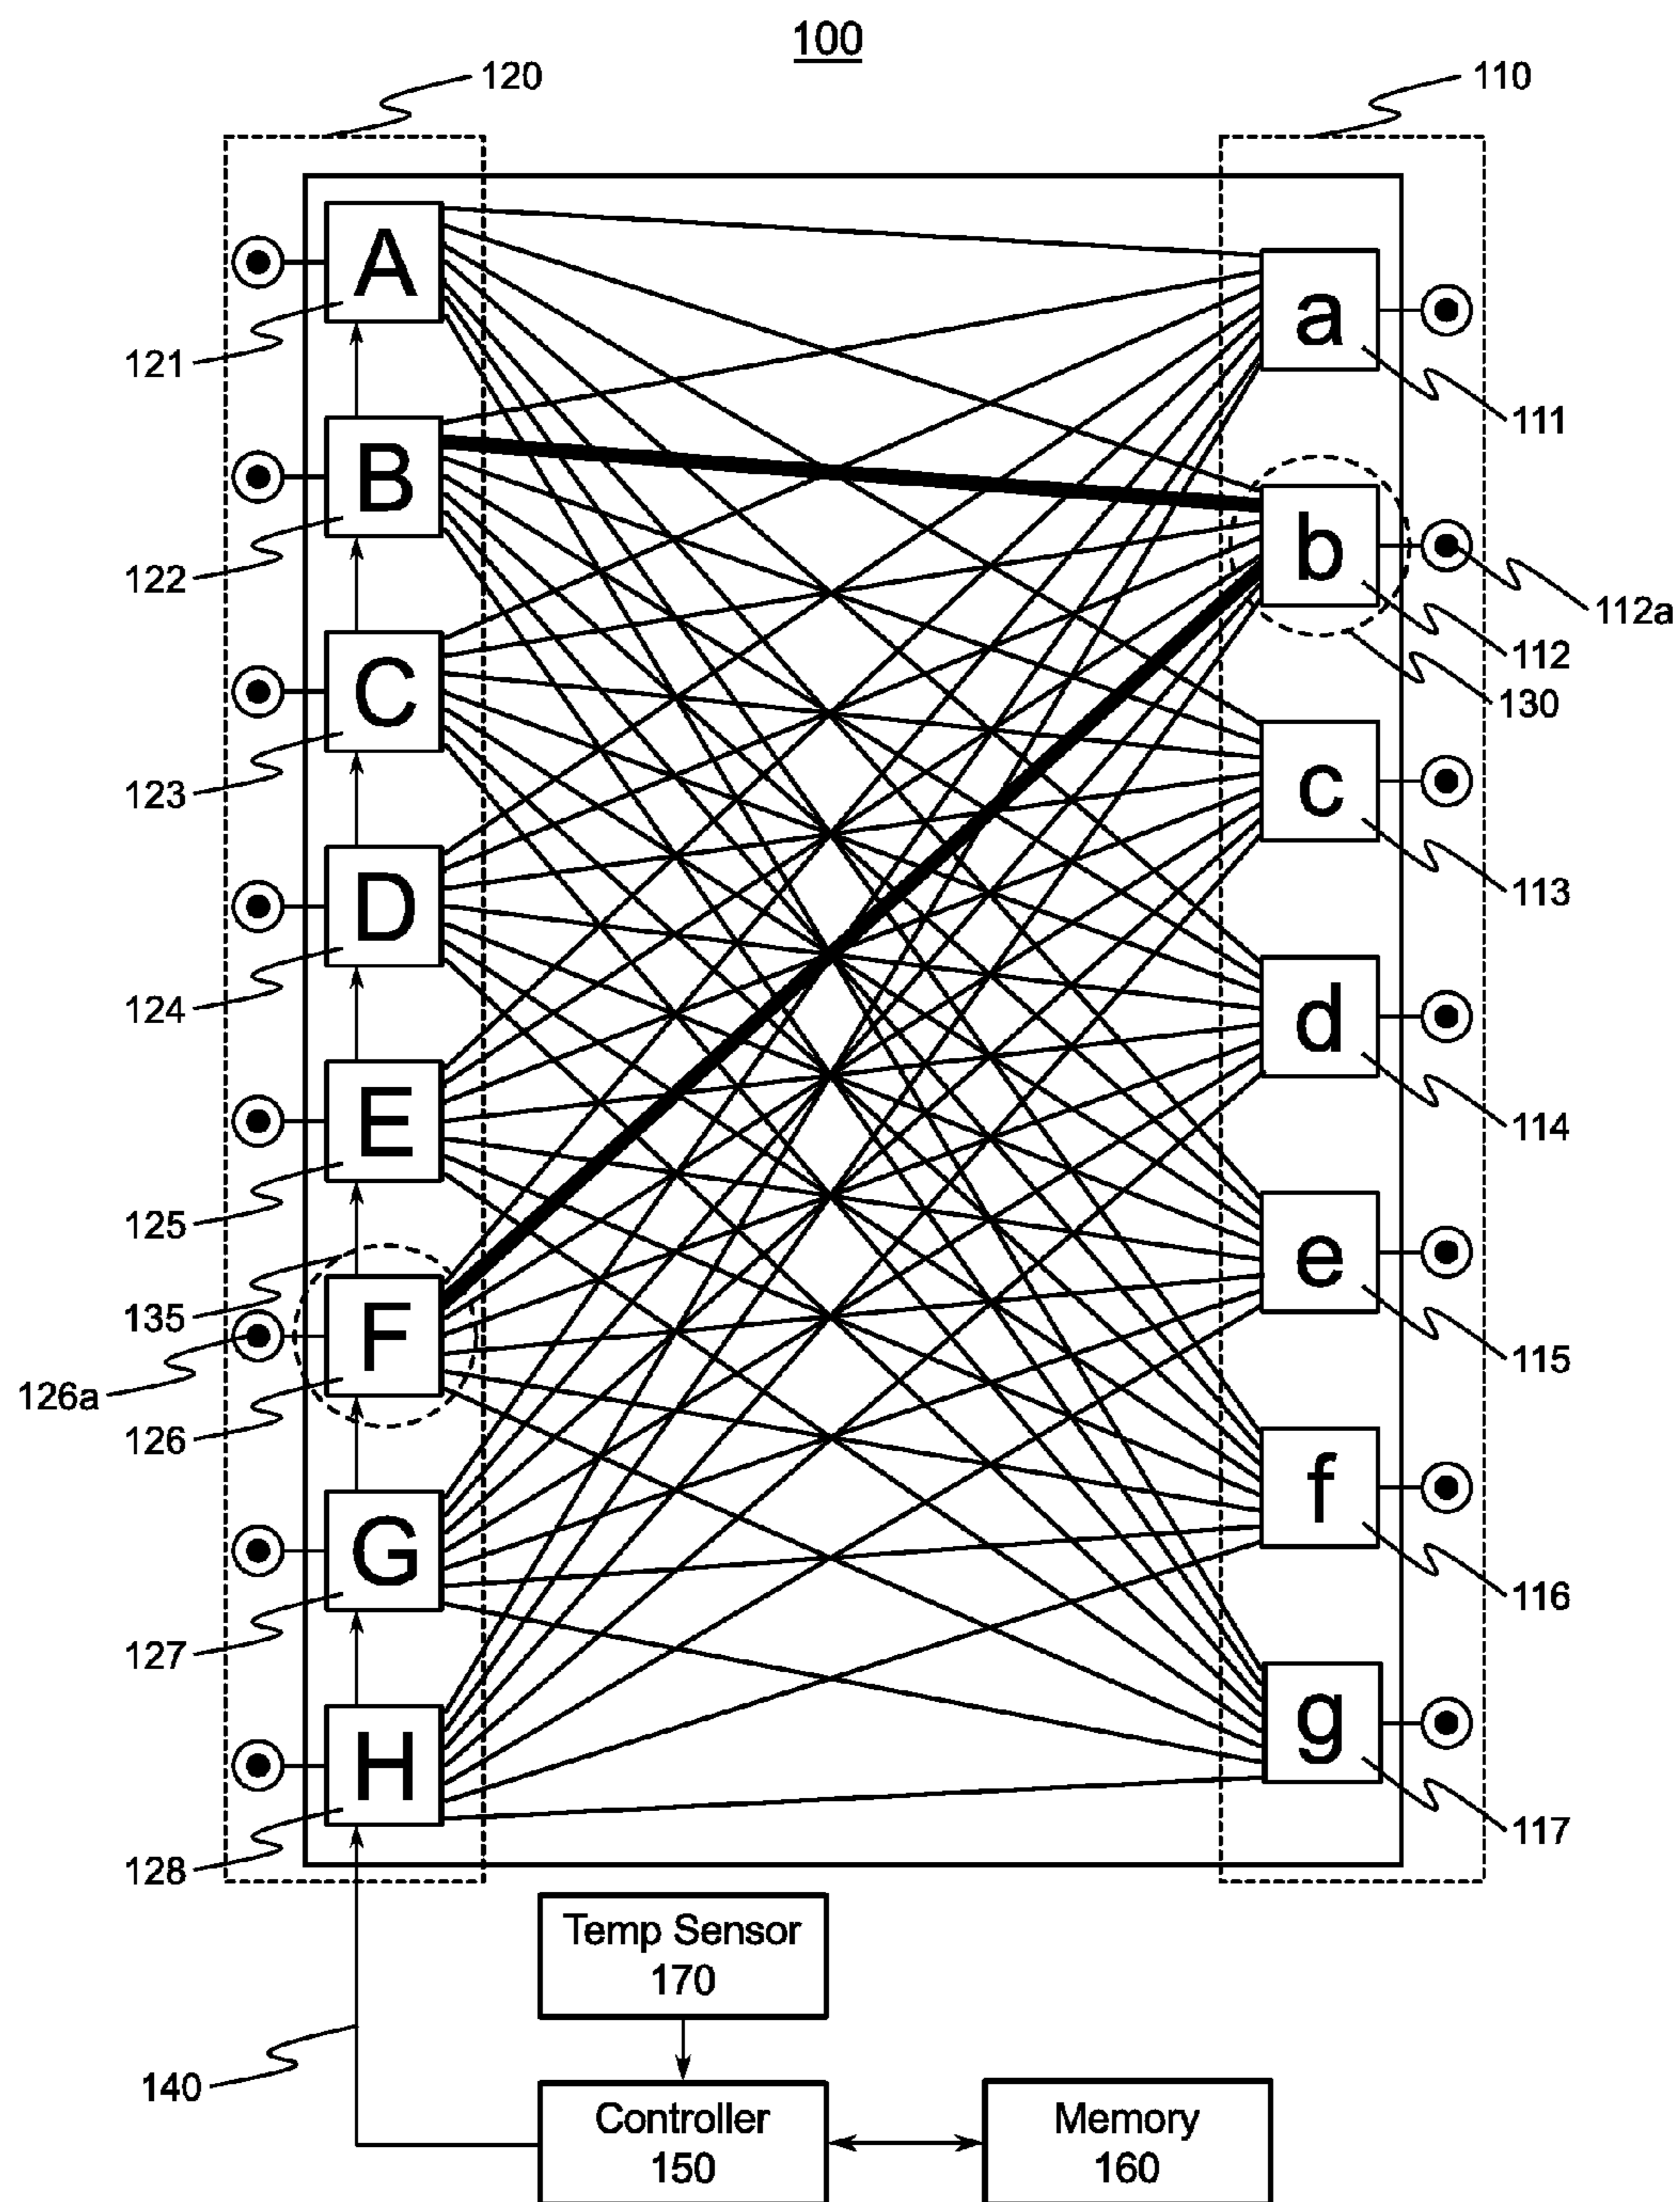 100
120
110
A
121
a
111
B
122
b
112a
112
130
C
123
c
113
D
124
d
114
E
125
e
115
135
F
126a
126
f
116
G
127
g
117
H
128
Temp Sensor
170
140
Controller
150
Memory
160